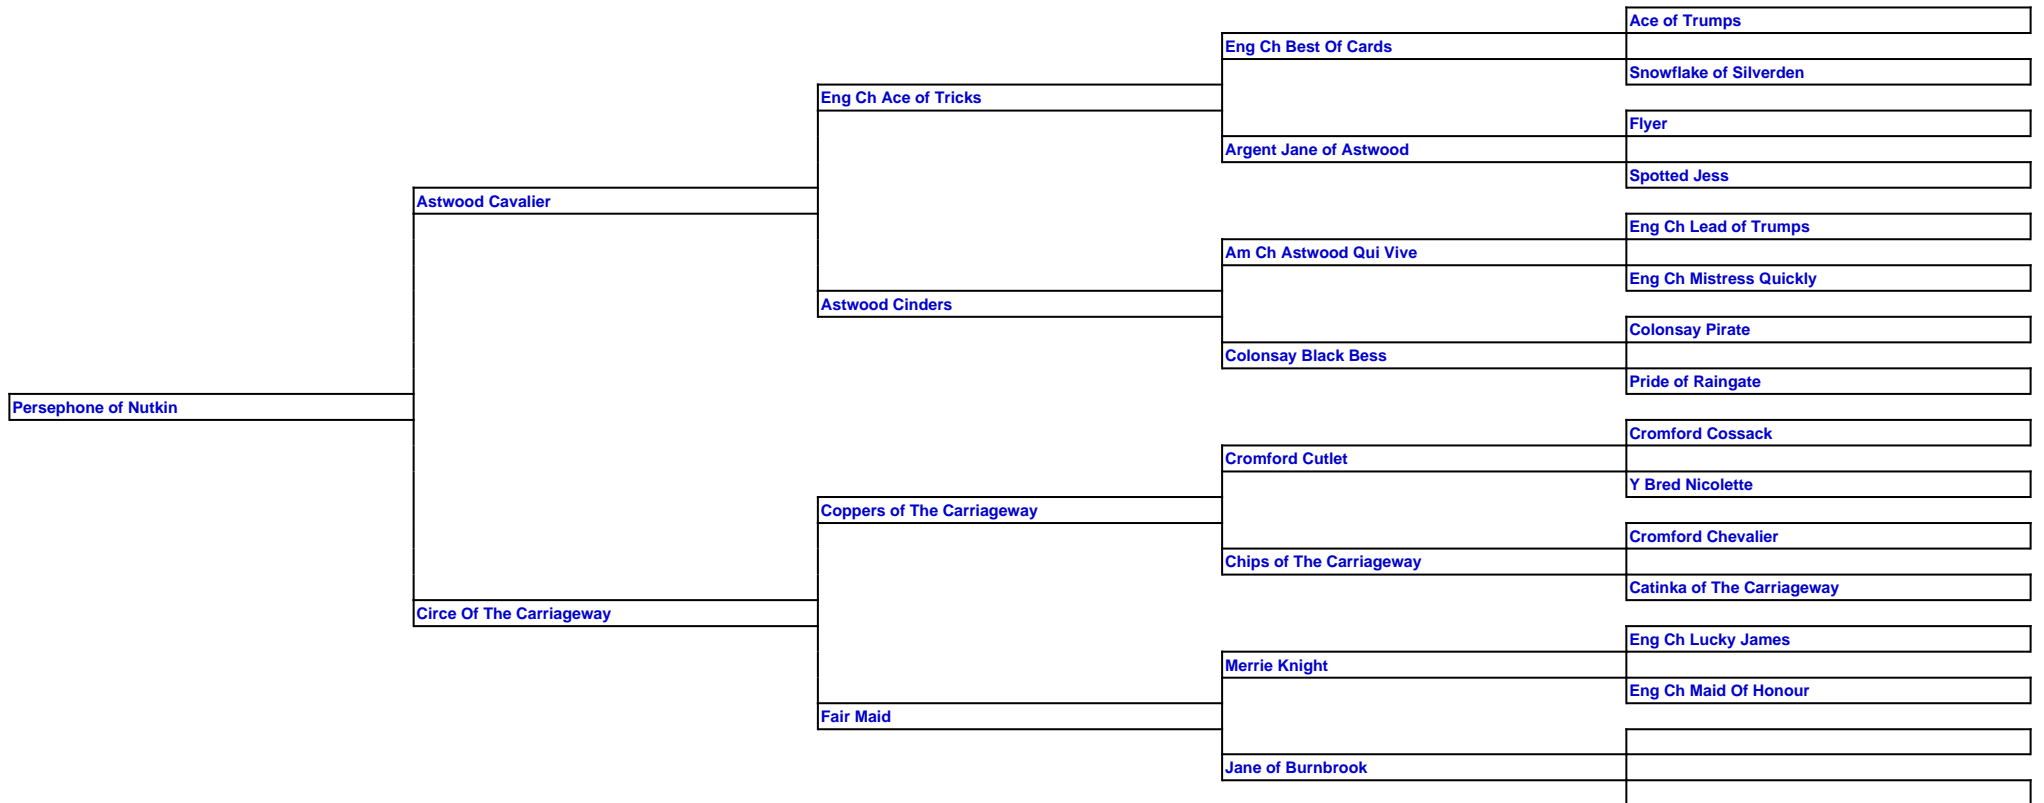 Ace of Trumps
Eng Ch Best Of Cards
Snowflake of Silverden
Eng Ch Ace of Tricks
Flyer
Argent Jane of Astwood
Spotted Jess
Astwood Cavalier
Eng Ch Lead of Trumps
Am Ch Astwood Qui Vive
Eng Ch Mistress Quickly
Astwood Cinders
Colonsay Pirate
Colonsay Black Bess
Pride of Raingate
Persephone of Nutkin
Cromford Cossack
Cromford Cutlet
Y Bred Nicolette
Coppers of The Carriageway
Cromford Chevalier
Chips of The Carriageway
Catinka of The Carriageway
Circe Of The Carriageway
Eng Ch Lucky James
Merrie Knight
Eng Ch Maid Of Honour
Fair Maid
Jane of Burnbrook